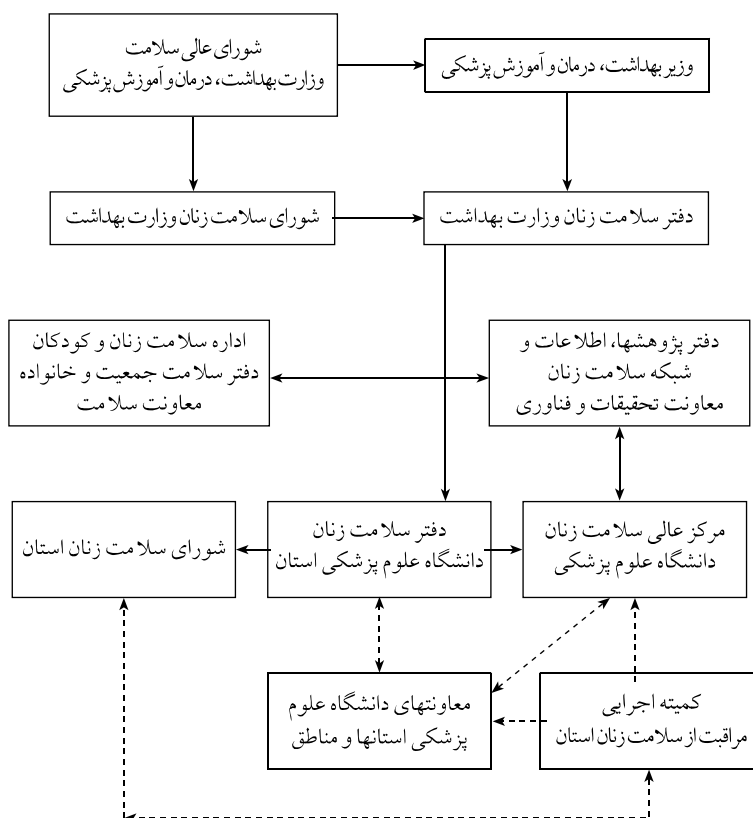 شورای عالی سلامت
وزارت بهداشت، درمان و آموزش پزشکی
وزیر بهداشت، درمان و آموزش پزشکی
دفتر سلامت زنان وزارت بهداشت
شورای سلامت زنان وزارت بهداشت
دفتر پژوهشها، اطلاعات و
شبکه سلامت زنان
معاونت تحقیقات و فناوری
اداره سلامت زنان و کودکان
دفتر سلامت جمعیت و خانواده
معاونت سلامت
مرکز عالی سلامت زنان
دانشگاه علوم پزشکی
دفتر سلامت زنان
دانشگاه علوم پزشکی استان
شورای سلامت زنان استان
کمیته اجرایی
مراقبت از سلامت زنان استان
معاونتهای دانشگاه علوم
پزشکی استانها و مناطق